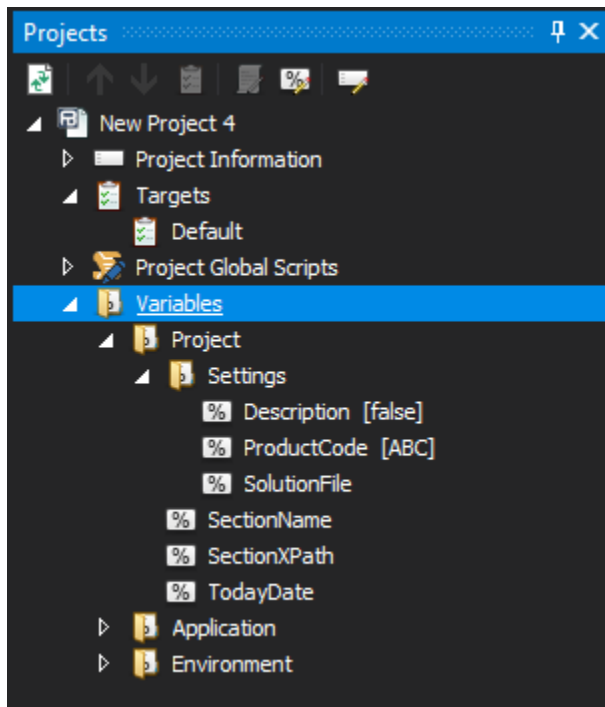 Projects
New Project 4
Project Information
Targets
Default
Project Global Scripts
Variables
Project
Settings
Description [false]
ProductCode [ABC]
SolutionFile
SectionName
SectionXPath
TodayDate
Application
Environment